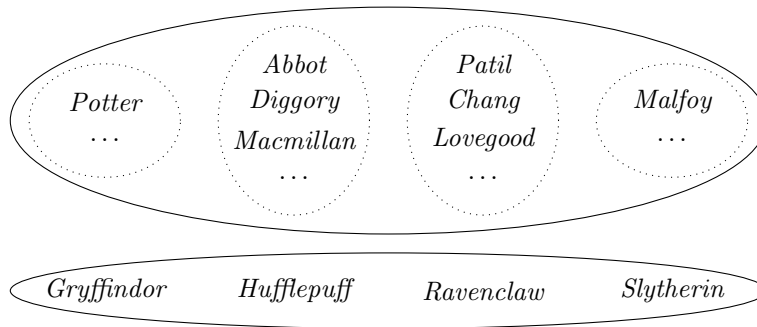 Potter
...
Abbot
Diggory
Macmillan
...
Patil
Chang
Lovegood
...
Malfoy
...
Gryffindor Hufflepuff Ravenclaw Slytherin